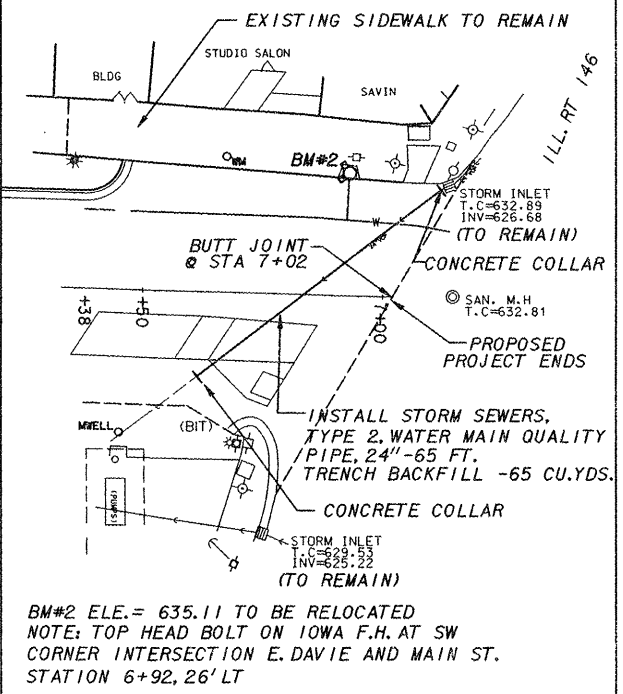 EXISTING SIDEWALK TO REMAIN
STUDIO SALON
BLDG
SAVIN
ILL. RT 146
WM
BM#2
STORM INLET
T.C=632.89
INV=626.68
(TO REMAIN)
W
BUTT JOINT
@ STA 7+02
CONCRETE COLLAR
SAN. M.H
T.C=632.81
+38
+50
7+00
PROPOSED
PROJECT ENDS
MWELL
(BIT)
INSTALL STORM SEWERS,
TYPE 2, WATER MAIN QUALITY
PIPE, 24"-65 FT.
TRENCH BACKFILL -65 CU.YDS.
(PUMPS)
CONCRETE COLLAR
STORM INLET
T.C=629.53
INV=625.22
(TO REMAIN)
BM#2 ELE.= 635.11 TO BE RELOCATED
NOTE: TOP HEAD BOLT ON IOWA F.H. AT SW
CORNER INTERSECTION E. DAVIE AND MAIN ST.
STATION 6+92, 26' LT